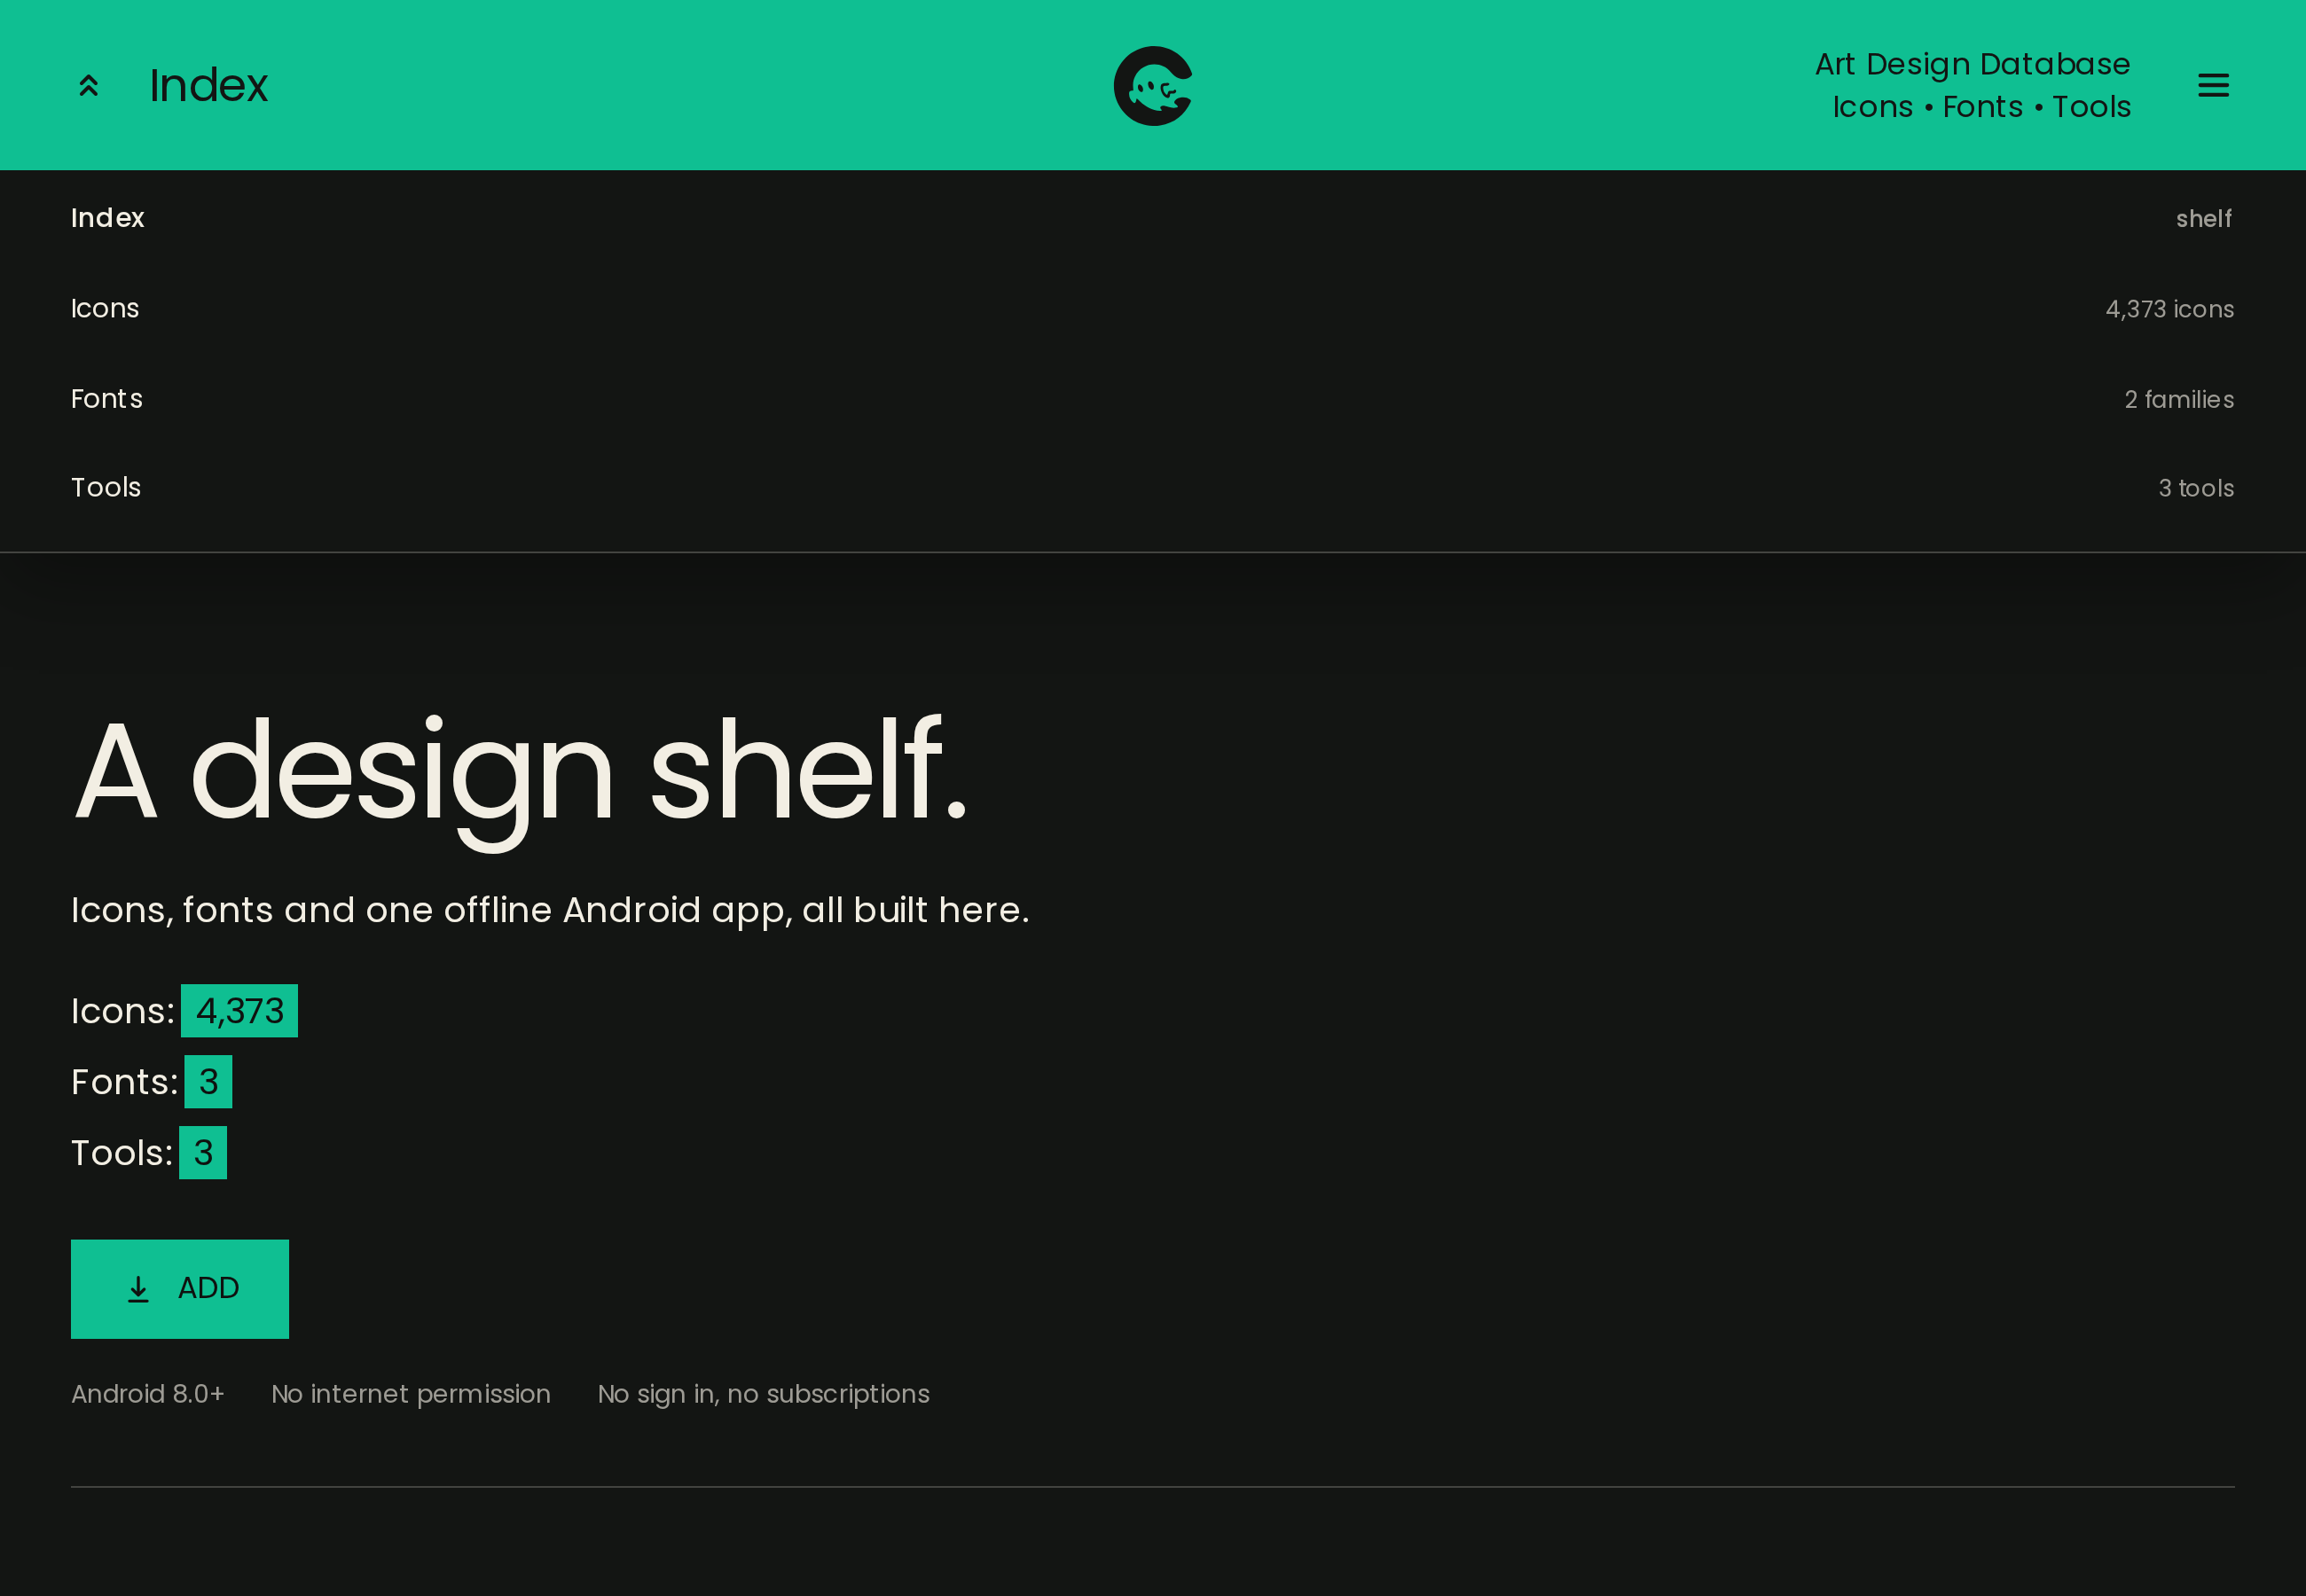 Index
Art Design Database
Icons • Fonts • Tools
Index shelf
Icons 4,373 icons
Fonts 2 families
Tools 3 tools
A design shelf.
Icons, fonts and one offline Android app, all built here.
Icons: 4,373
Fonts: 3
Tools: 3
ADD
Android 8.0+ No internet permission No sign in, no subscriptions